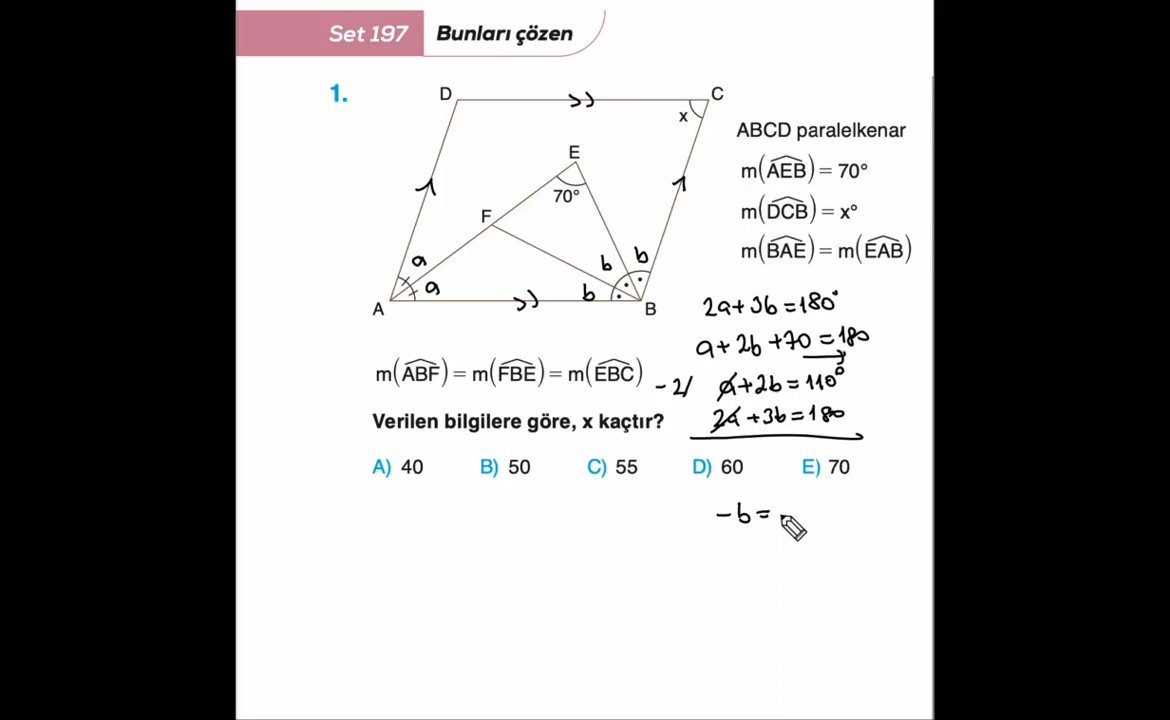 Set 197 Bunları çözen
1.
D
C
x
E
70°
F
a
a
b
b
b
A
B
ABCD paralelkenar
m(AEB) = 70°
m(DCB) = x°
m(BAE) = m(EAB)
2a+3b=180°
a+2b+70=180
-2/ a+2b=110°
2a+3b=180
m(ABF) = m(FBE) = m(EBC)
Verilen bilgilere göre, x kaçtır?
A) 40 B) 50 C) 55 D) 60 E) 70
-b=